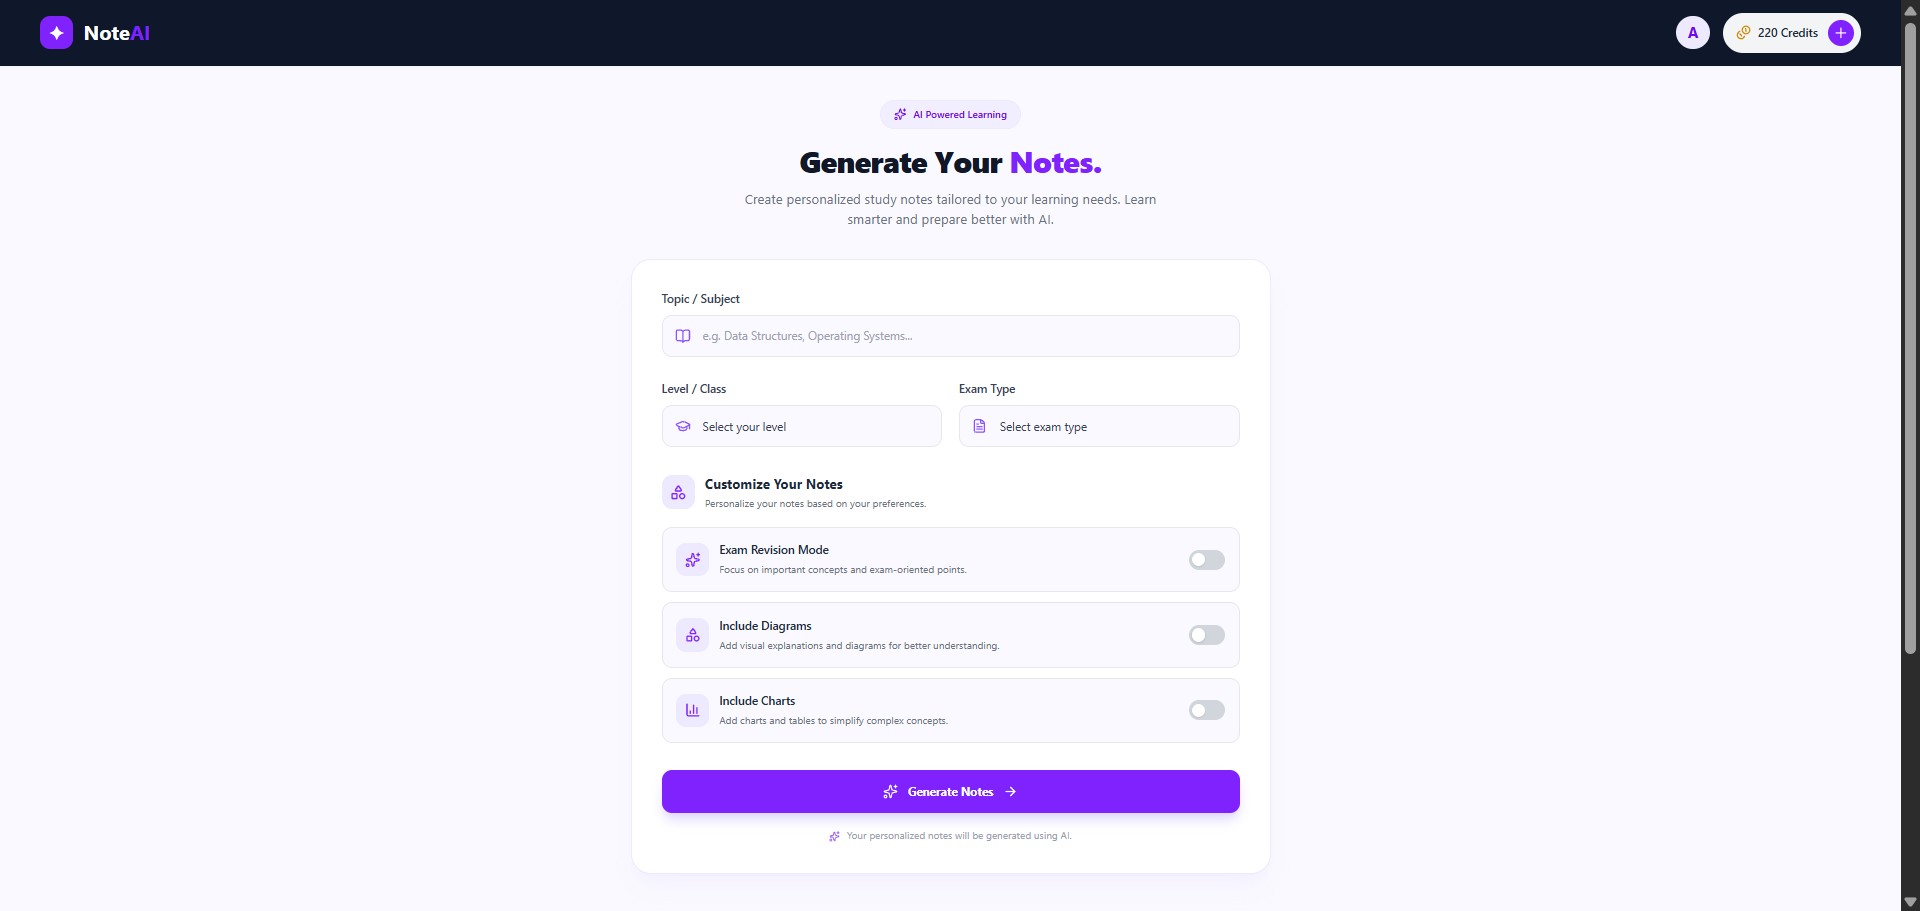 NoteAI
A
220 Credits
AI Powered Learning
Generate Your Notes.
Create personalized study notes tailored to your learning needs. Learn
smarter and prepare better with AI.
Topic / Subject
e.g. Data Structures, Operating Systems...
Level / Class
Exam Type
Select your level
Select exam type
Customize Your Notes
Personalize your notes based on your preferences.
Exam Revision Mode
Focus on important concepts and exam-oriented points.
Include Diagrams
Add visual explanations and diagrams for better understanding.
Include Charts
Add charts and tables to simplify complex concepts.
Generate Notes
Your personalized notes will be generated using AI.